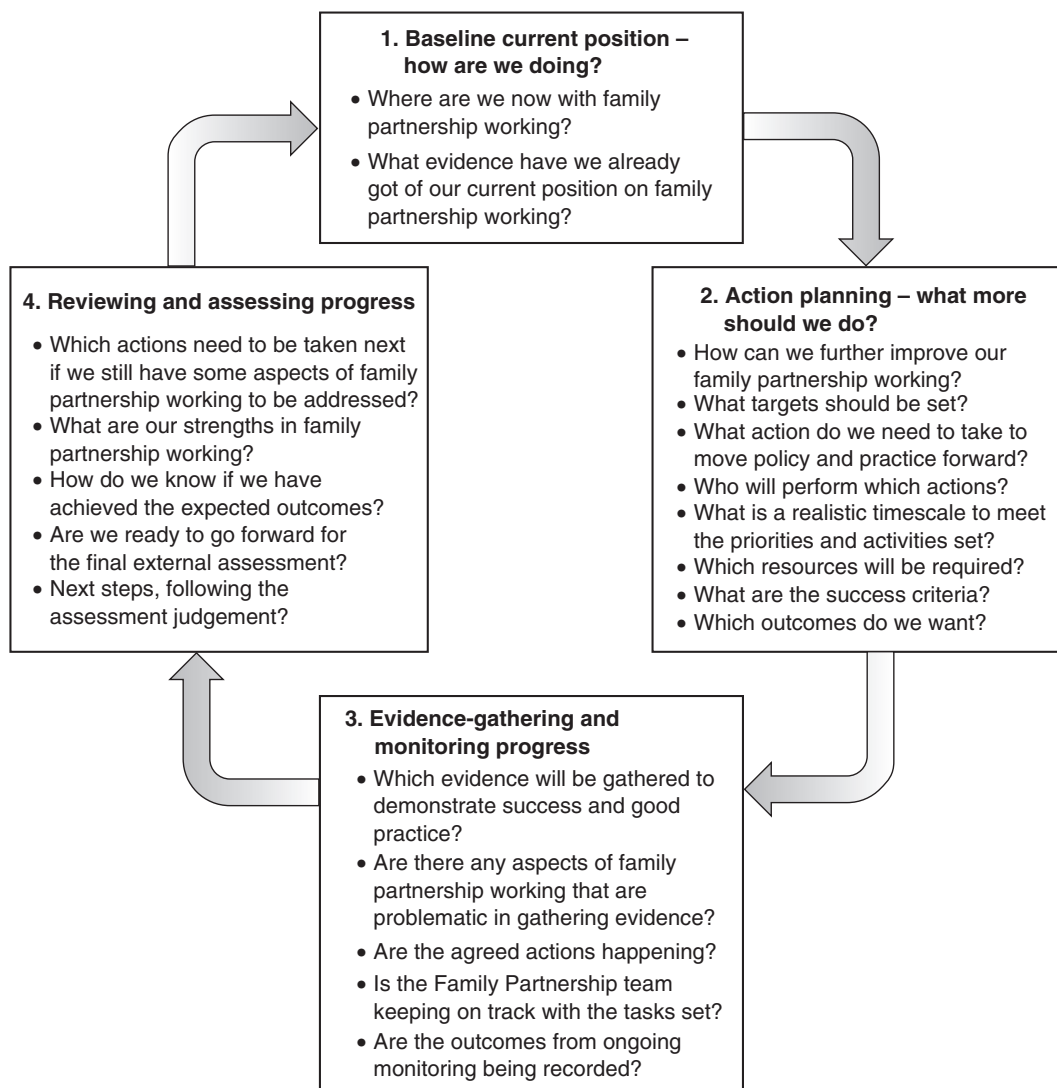 1. Baseline current position –
how are we doing?
• Where are we now with family
partnership working?
• What evidence have we already
got of our current position on family
partnership working?
2. Action planning – what more
should we do?
• How can we further improve our
family partnership working?
• What targets should be set?
• What action do we need to take to
move policy and practice forward?
• Who will perform which actions?
• What is a realistic timescale to meet
the priorities and activities set?
• Which resources will be required?
• What are the success criteria?
• Which outcomes do we want?
3. Evidence-gathering and
monitoring progress
• Which evidence will be gathered to
demonstrate success and good
practice?
• Are there any aspects of family
partnership working that are
problematic in gathering evidence?
• Are the agreed actions happening?
• Is the Family Partnership team
keeping on track with the tasks set?
• Are the outcomes from ongoing
monitoring being recorded?
4. Reviewing and assessing progress
• Which actions need to be taken next
if we still have some aspects of family
partnership working to be addressed?
• What are our strengths in family
partnership working?
• How do we know if we have
achieved the expected outcomes?
• Are we ready to go forward for
the final external assessment?
• Next steps, following the
assessment judgement?